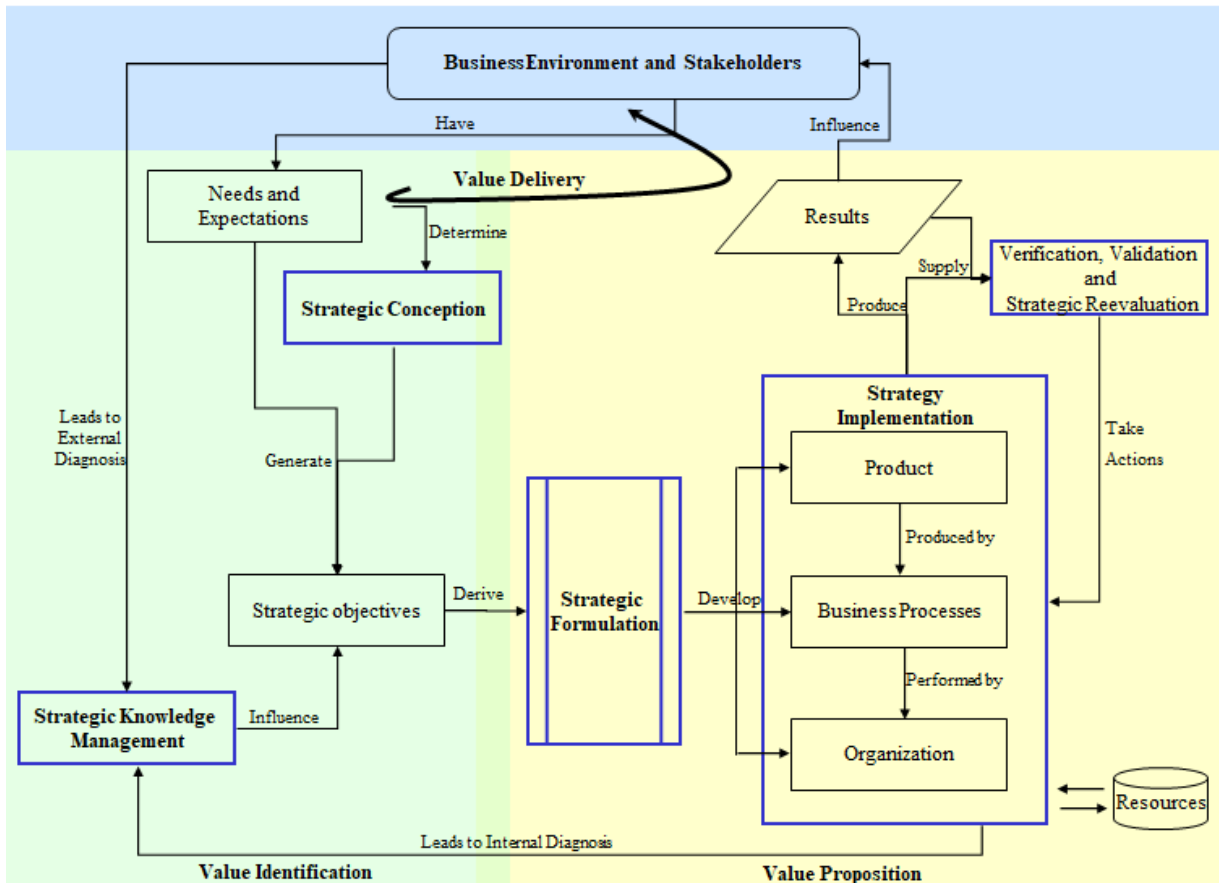 Business Environment and Stakeholders
Have
Influence
Value Delivery
Needs and
Expectations
Results
Determine
Supply
Verification, Validation
and
Strategic Reevaluation
Strategic Conception
Produce
Strategy
Implementation
Leads to
External
Diagnosis
Generate
Take
Actions
Product
Produced by
Strategic objectives
Derive
Strategic
Formulation
Develop
Business Processes
Performed by
Strategic Knowledge
Management
Influence
Organization
Resources
Leads to Internal Diagnosis
Value Identification
Value Proposition